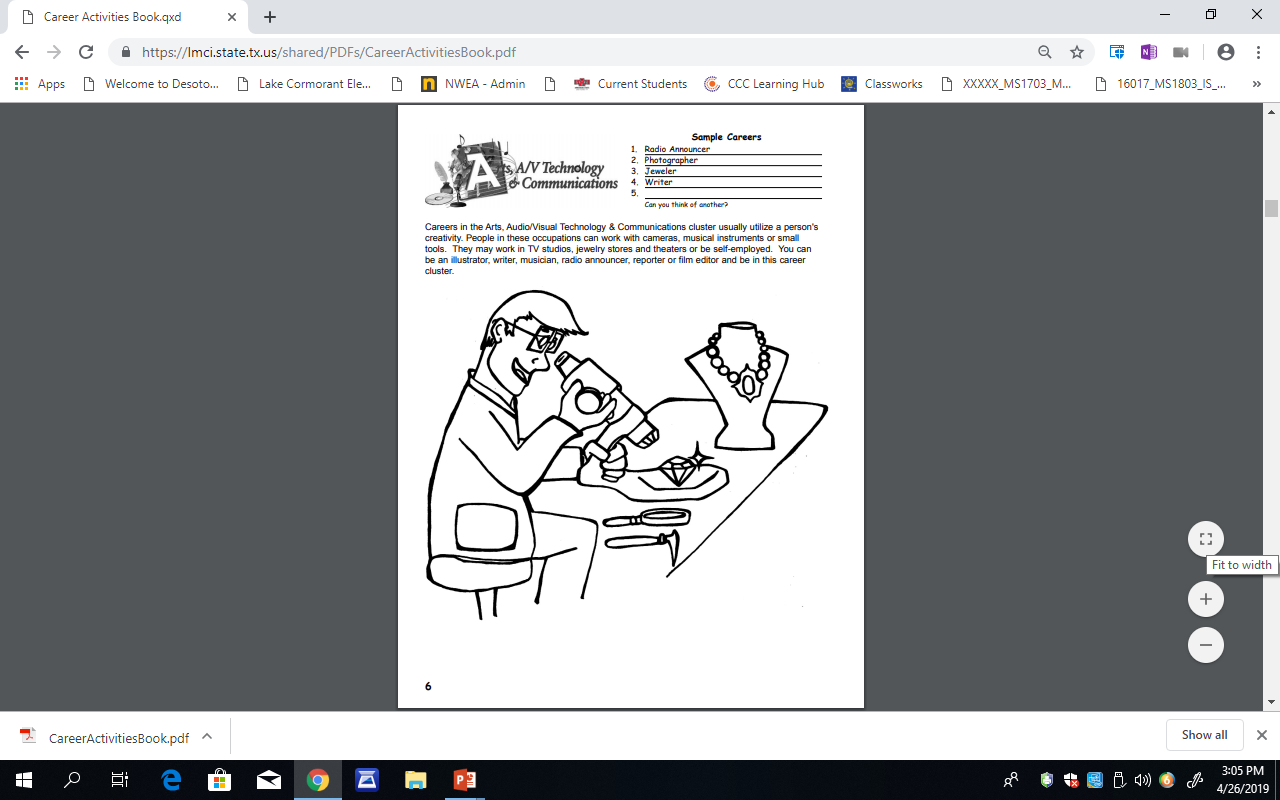 Career Activities Book.qxd
https://lmci.state.tx.us/shared/PDFs/CareerActivitiesBook.pdf
Apps Welcome to Desoto... Lake Cormorant Ele... NWEA - Admin Current Students CCC Learning Hub Classworks XXXXX_MS1703_M... 16017_MS1803_IS_... »
Arts, A/V Technology
& Communications
Sample Careers
1. Radio Announcer
2. Photographer
3. Jeweler
4. Writer
5.
Can you think of another?
Careers in the Arts, Audio/Visual Technology & Communications cluster usually utilize a person's
creativity. People in these occupations can work with cameras, musical instruments or small
tools. They may work in TV studios, jewelry stores and theaters or be self-employed. You can
be an illustrator, writer, musician, radio announcer, reporter or film editor and be in this career
cluster.
Fit to width
6
CareerActivitiesBook.pdf
Show all
3:05 PM
4/26/2019